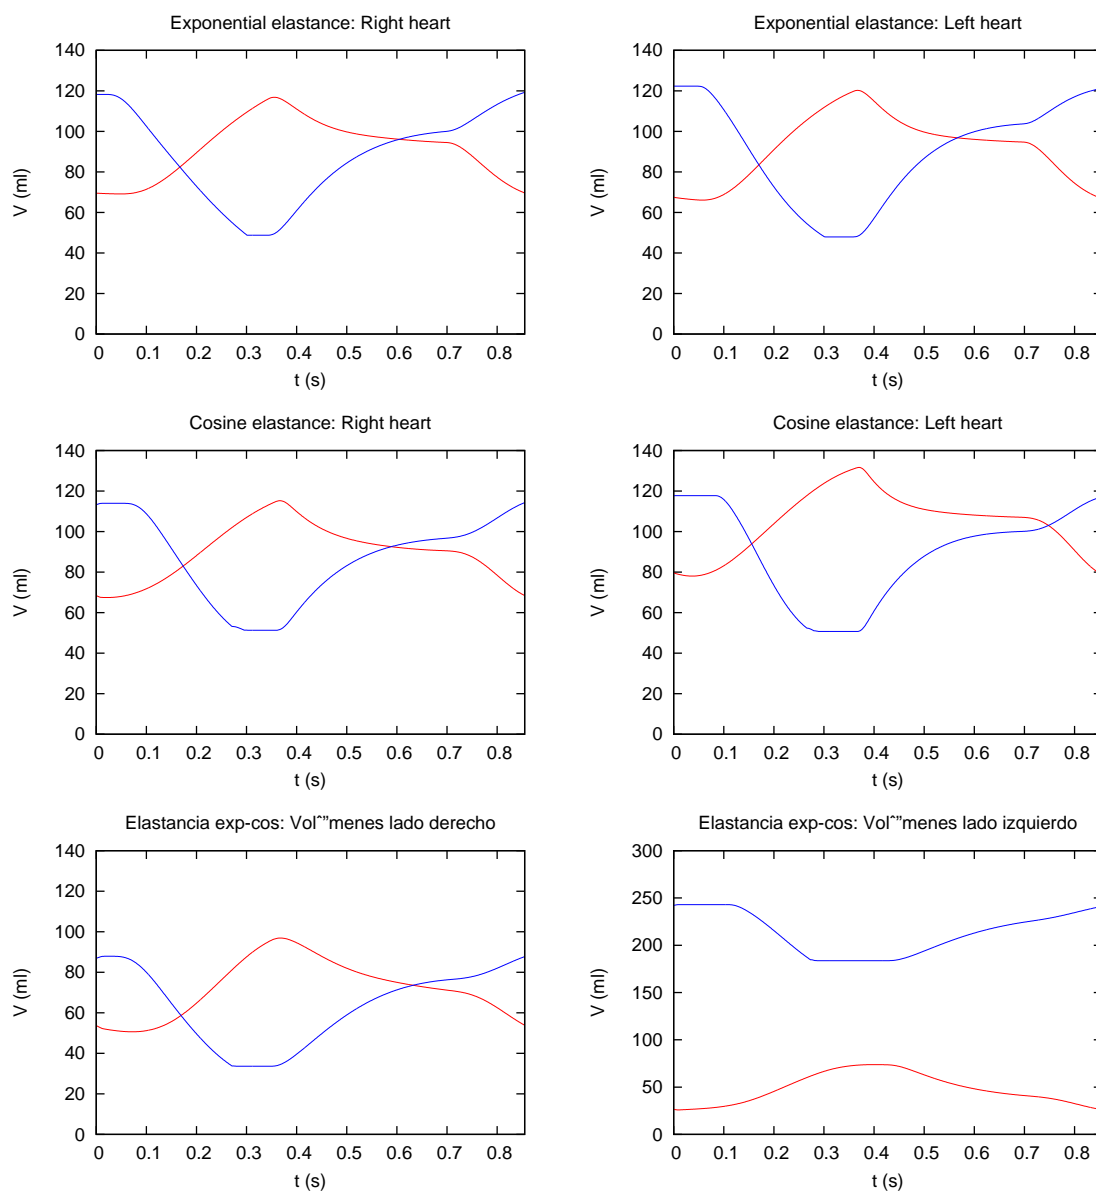 Exponential elastance: Right heart
Exponential elastance: Left heart
140
120
100
80
60
40
20
0
V (ml)
0 0.1 0.2 0.3 0.4 0.5 0.6 0.7 0.8
t (s)
140
120
100
80
60
40
20
0
V (ml)
0 0.1 0.2 0.3 0.4 0.5 0.6 0.7 0.8
t (s)
Cosine elastance: Right heart
Cosine elastance: Left heart
140
120
100
80
60
40
20
0
V (ml)
0 0.1 0.2 0.3 0.4 0.5 0.6 0.7 0.8
t (s)
140
120
100
80
60
40
20
0
V (ml)
0 0.1 0.2 0.3 0.4 0.5 0.6 0.7 0.8
t (s)
Elastancia exp-cos: Volˆ”menes lado derecho
Elastancia exp-cos: Volˆ”menes lado izquierdo
140
120
100
80
60
40
20
0
V (ml)
0 0.1 0.2 0.3 0.4 0.5 0.6 0.7 0.8
t (s)
300
250
200
150
100
50
0
V (ml)
0 0.1 0.2 0.3 0.4 0.5 0.6 0.7 0.8
t (s)